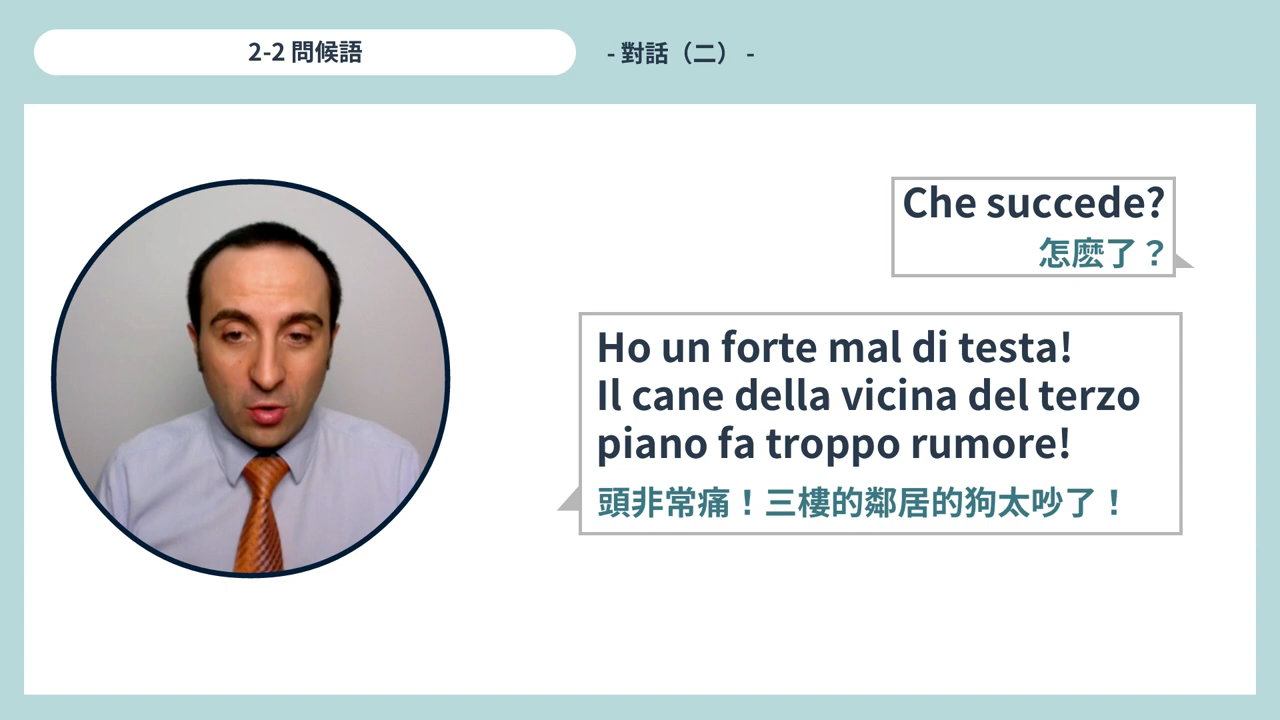 2-2 問候語
- 對話（二） -
Che succede?
怎麼了？
Ho un forte mal di testa!
Il cane della vicina del terzo
piano fa troppo rumore!
頭非常痛！三樓的鄰居的狗太吵了！